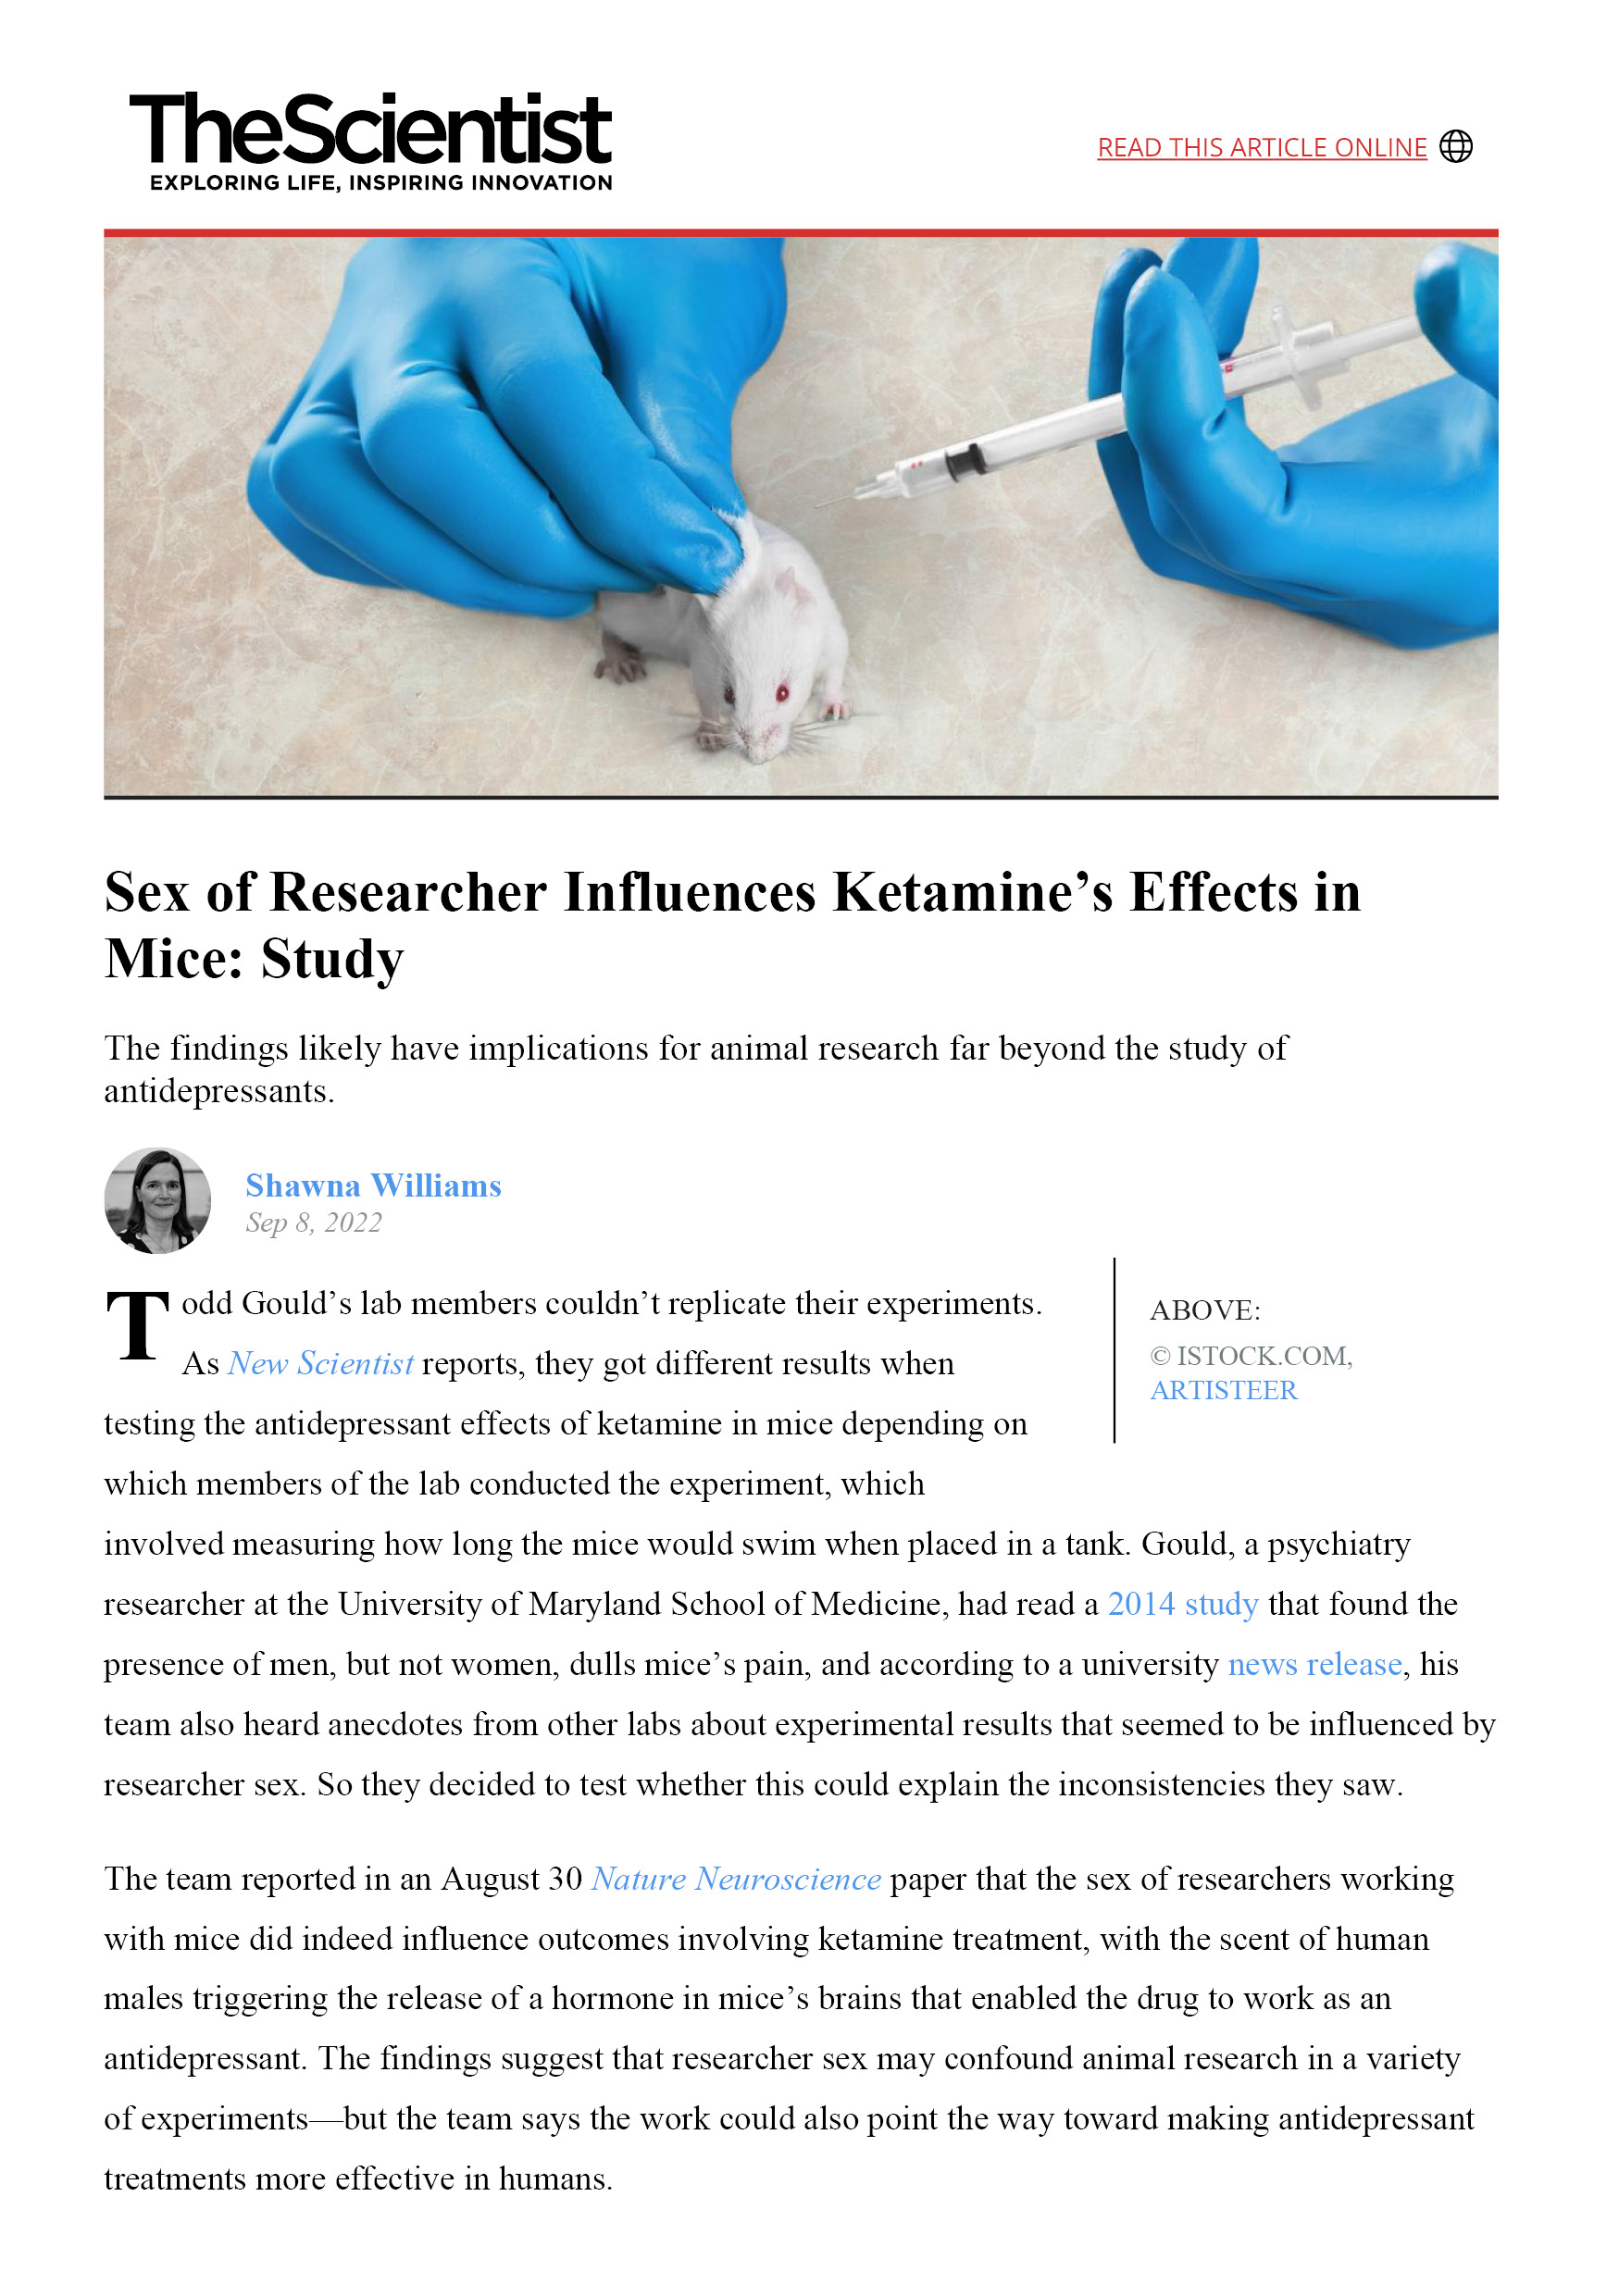 TheScientist
EXPLORING LIFE, INSPIRING INNOVATION
READ THIS ARTICLE ONLINE
Sex of Researcher Influences Ketamine’s Effects in
Mice: Study
The findings likely have implications for animal research far beyond the study of
antidepressants.
Shawna Williams
Sep 8, 2022
Todd Gould’s lab members couldn’t replicate their experiments.
As New Scientist reports, they got different results when
testing the antidepressant effects of ketamine in mice depending on
which members of the lab conducted the experiment, which
ABOVE:
© ISTOCK.COM,
ARTISTEER
involved measuring how long the mice would swim when placed in a tank. Gould, a psychiatry
researcher at the University of Maryland School of Medicine, had read a 2014 study that found the
presence of men, but not women, dulls mice’s pain, and according to a university news release, his
team also heard anecdotes from other labs about experimental results that seemed to be influenced by
researcher sex. So they decided to test whether this could explain the inconsistencies they saw.
The team reported in an August 30 Nature Neuroscience paper that the sex of researchers working
with mice did indeed influence outcomes involving ketamine treatment, with the scent of human
males triggering the release of a hormone in mice’s brains that enabled the drug to work as an
antidepressant. The findings suggest that researcher sex may confound animal research in a variety
of experiments—but the team says the work could also point the way toward making antidepressant
treatments more effective in humans.